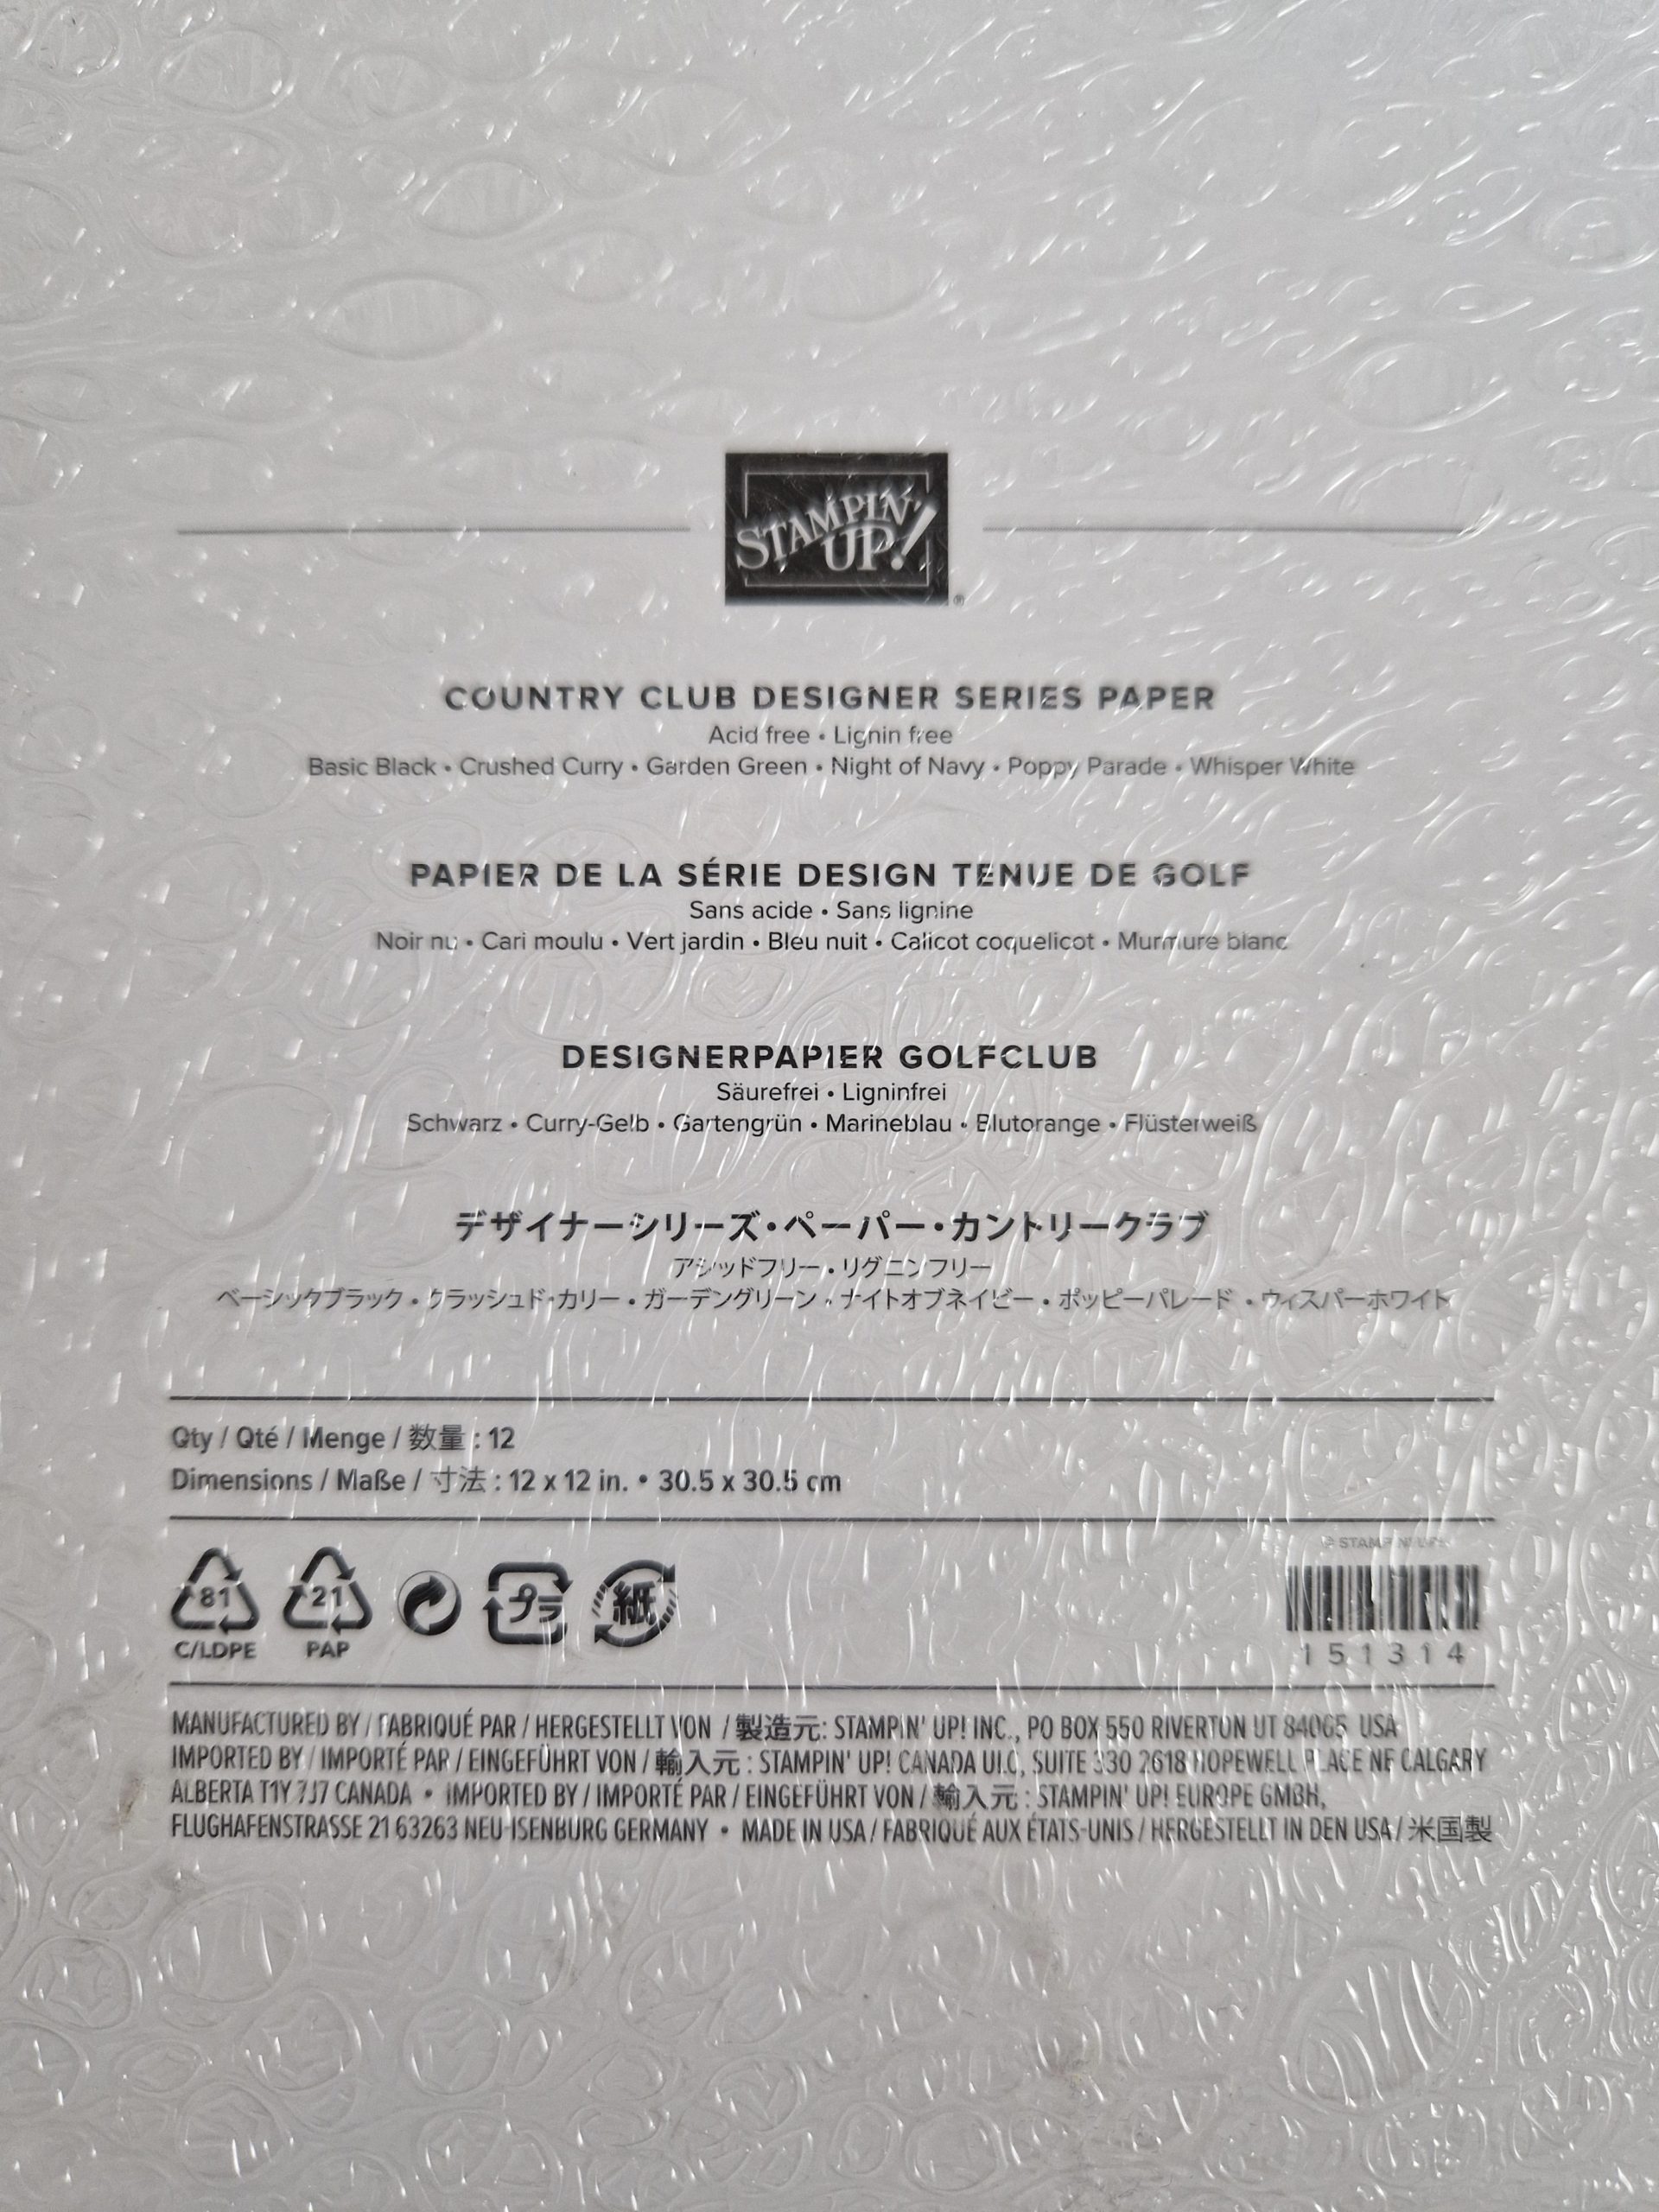 STAMPIN' UP!®
COUNTRY CLUB DESIGNER SERIES PAPER
Acid free • Lignin free
Basic Black • Crushed Curry • Garden Green • Night of Navy • Poppy Parade • Whisper White
PAPIER DE LA SÉRIE DESIGN TENUE DE GOLF
Sans acide • Sans lignine
Noir nu • Cari moulu • Vert jardin • Bleu nuit • Calicot coquelicot • Murmure blanc
DESIGNERPAPIER GOLFCLUB
Säurefrei • Ligninfrei
Schwarz • Curry-Gelb • Gartengrün • Marineblau • Blutorange • Flüsterweiß
デザイナーシリーズ・ペーパー・カントリークラブ
アシッドフリー・リグニンフリー
ベーシックブラック・クラッシュド・カリー・ガーデングリーン・ナイトオブネイビー・ポッピーパレード・ウィスパーホワイト
Qty / Qté / Menge / 数量 : 12
Dimensions / Maße / 寸法 : 12 x 12 in. • 30.5 x 30.5 cm
© STAMPIN' UP!
81 21 プラ 紙
C/LDPE PAP
151314
MANUFACTURED BY / FABRIQUÉ PAR / HERGESTELLT VON / 製造元: STAMPIN' UP! INC., PO BOX 550 RIVERTON UT 84065 USA
IMPORTED BY / IMPORTÉ PAR / EINGEFÜHRT VON / 輸入元 : STAMPIN' UP! CANADA ULC, SUITE 330 2618 HOPEWELL PLACE NE CALGARY
ALBERTA T1Y 7J7 CANADA • IMPORTED BY / IMPORTÉ PAR / EINGEFÜHRT VON / 輸入元 : STAMPIN' UP! EUROPE GMBH,
FLUGHAFENSTRASSE 21 63263 NEU-ISENBURG GERMANY • MADE IN USA / FABRIQUÉ AUX ÉTATS-UNIS / HERGESTELLT IN DEN USA / 米国製